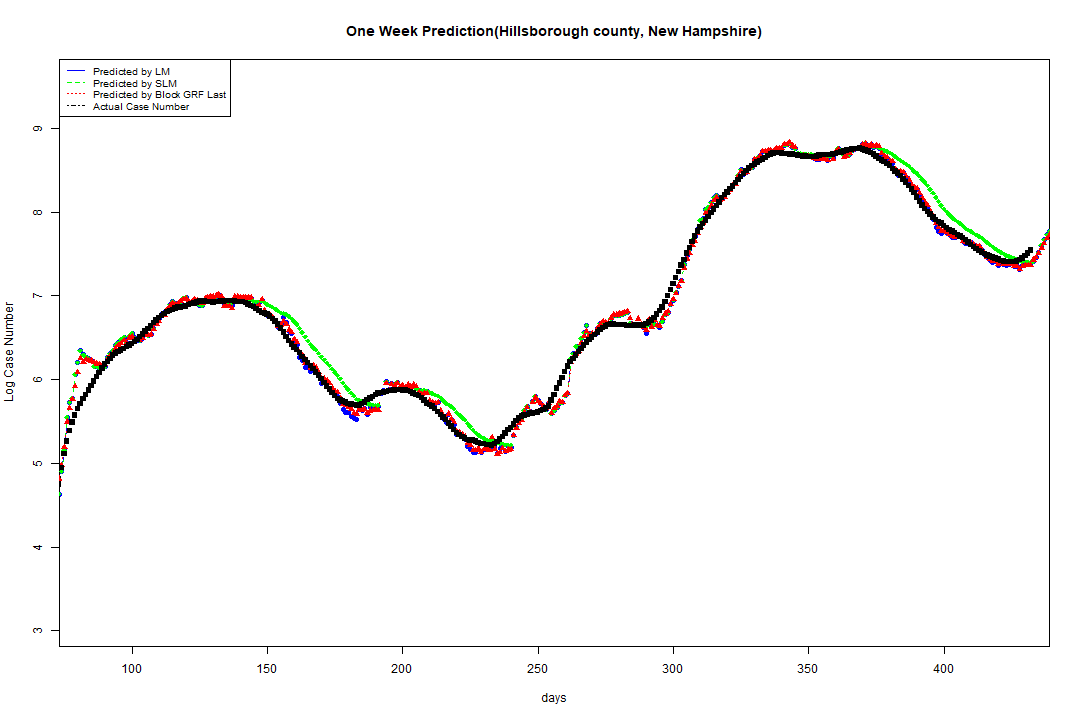 One Week Prediction(Hillsborough county, New Hampshire)
Predicted by LM
Predicted by SLM
Predicted by Block GRF Last
Actual Case Number
Log Case Number
9
8
7
6
5
4
3
100 150 200 250 300 350 400
days